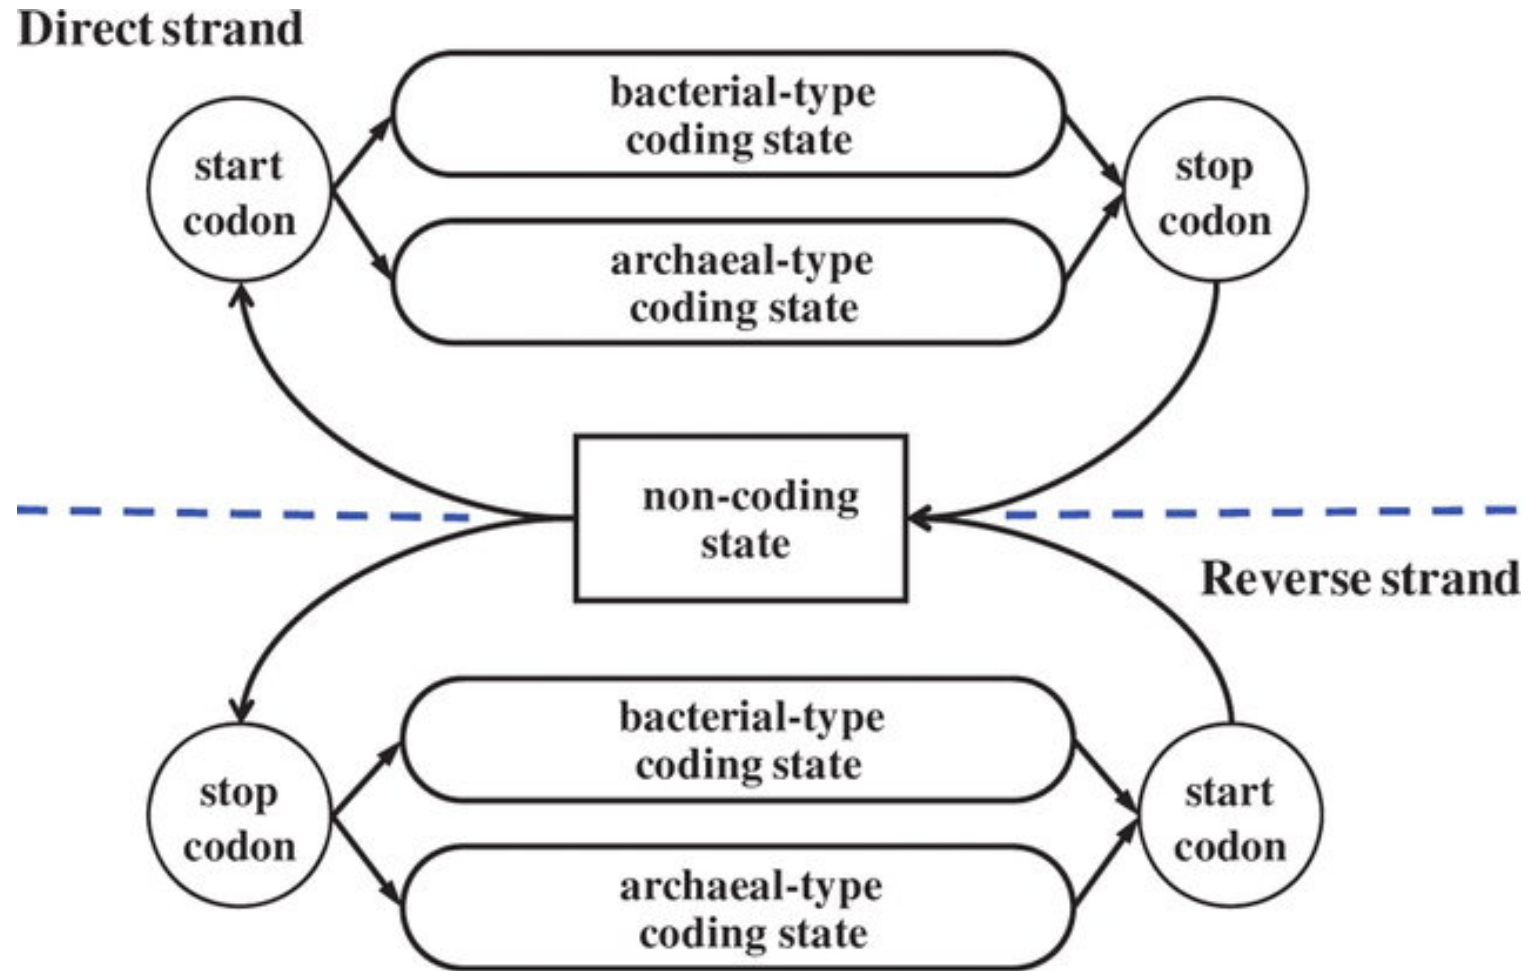 Direct strand
bacterial-type
coding state
start
codon
stop
codon
archaeal-type
coding state
non-coding
state
Reverse strand
bacterial-type
coding state
stop
codon
start
codon
archaeal-type
coding state